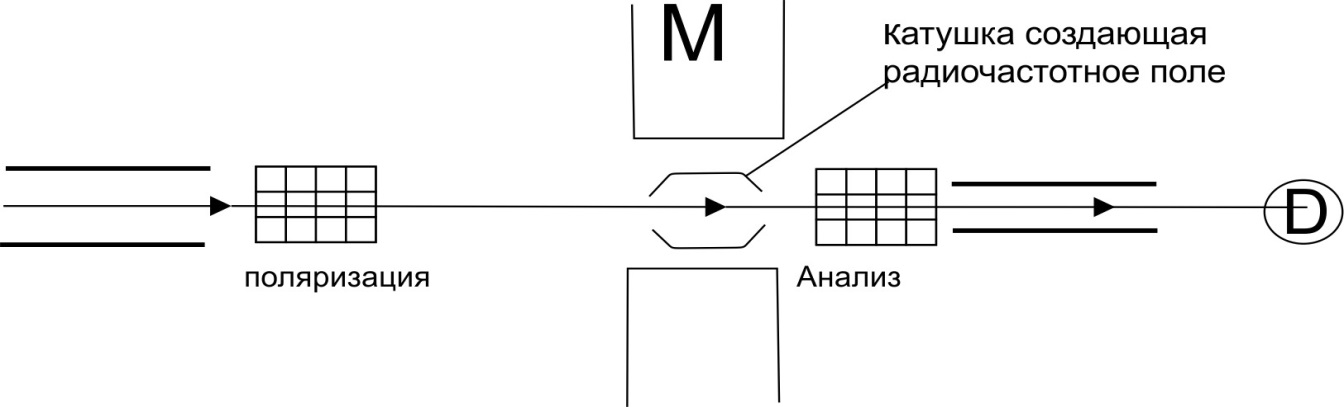 М
Катушка создающая
радиочастотное поле
поляризация
Анализ
D